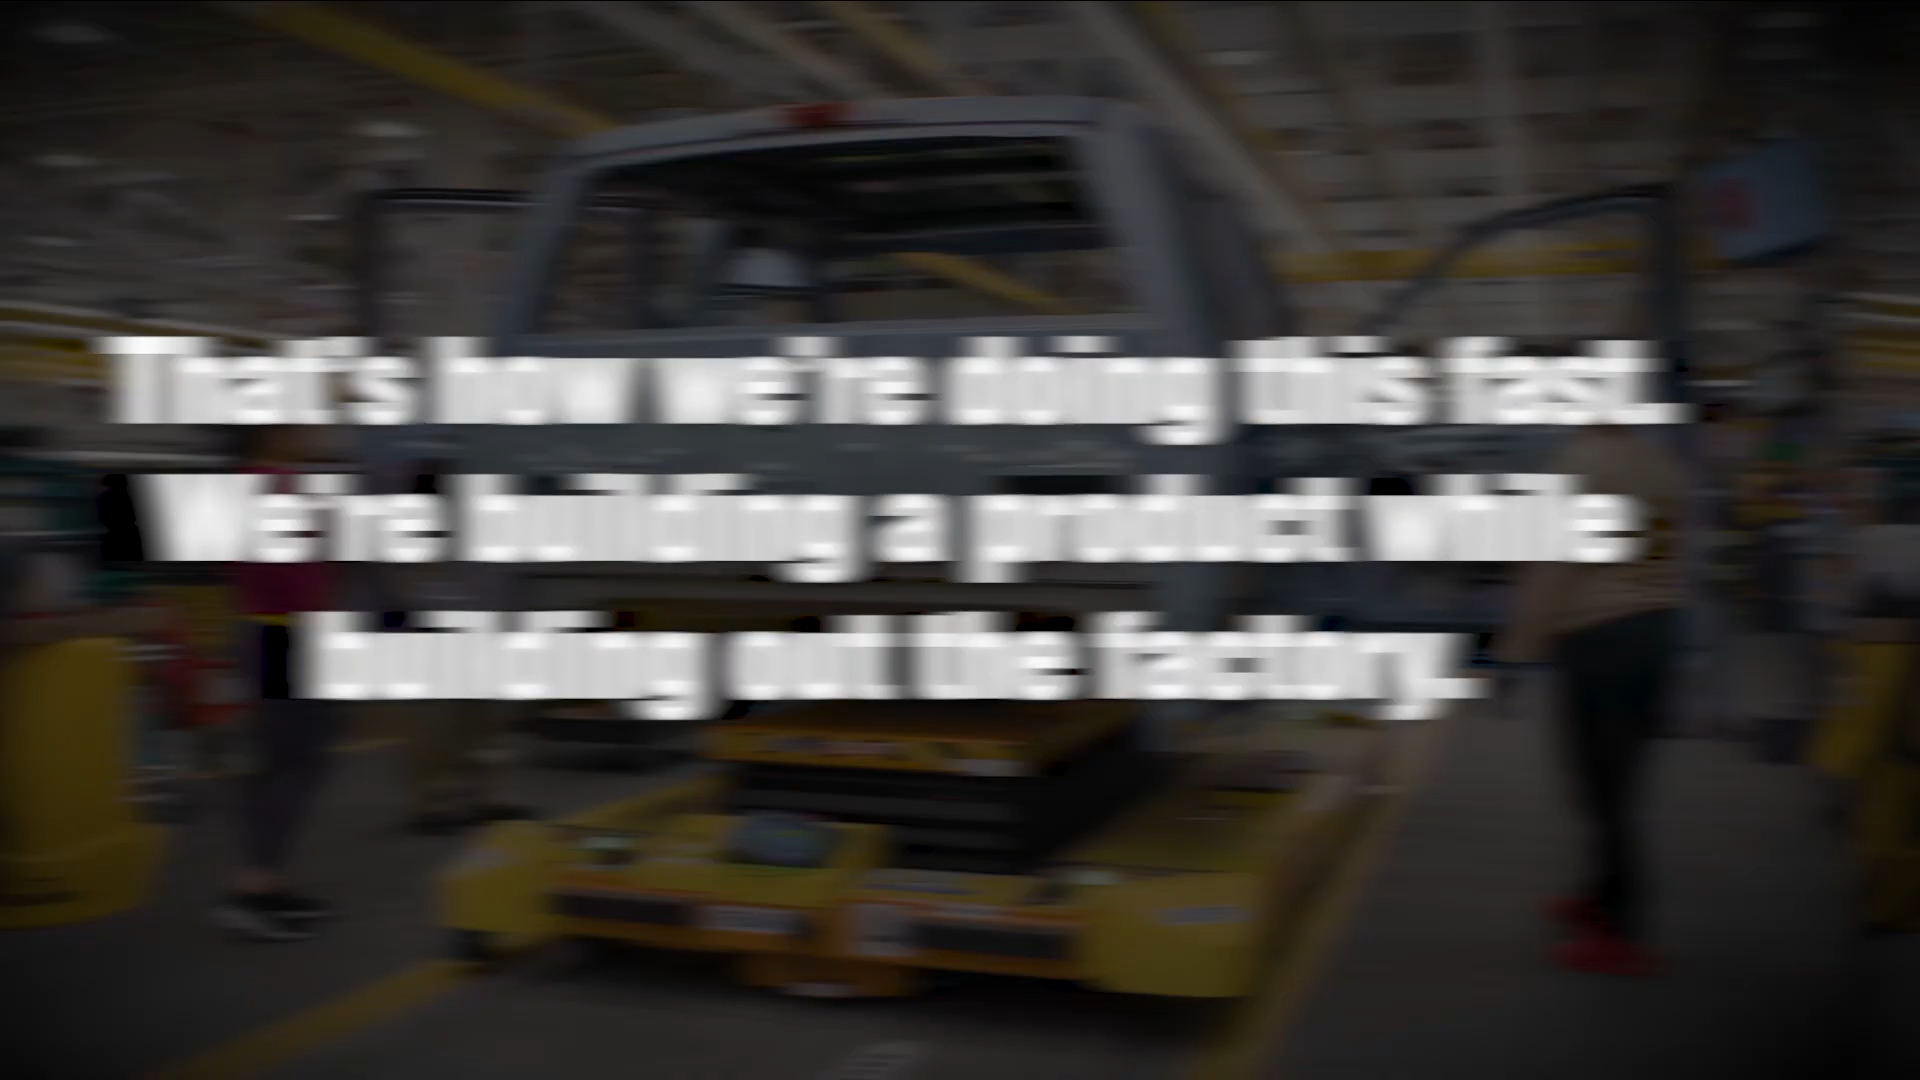 That's how we're doing this fast.
We're building a product while
building out the factory.